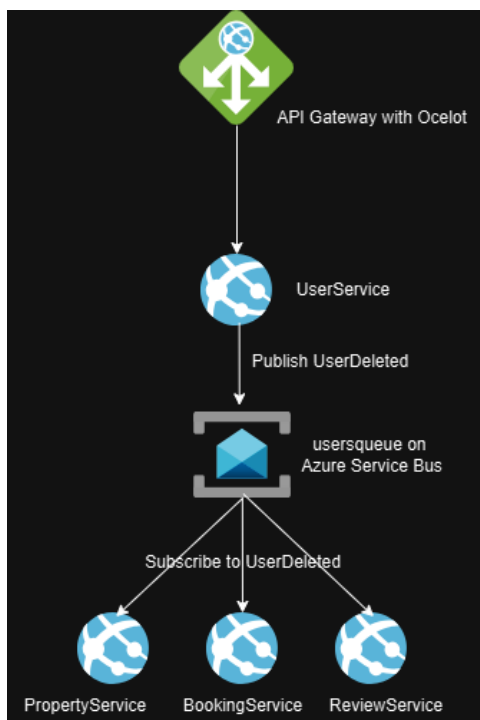 API Gateway with Ocelot
UserService
Publish UserDeleted
usersqueue on
Azure Service Bus
Subscribe to UserDeleted
PropertyService
BookingService
ReviewService